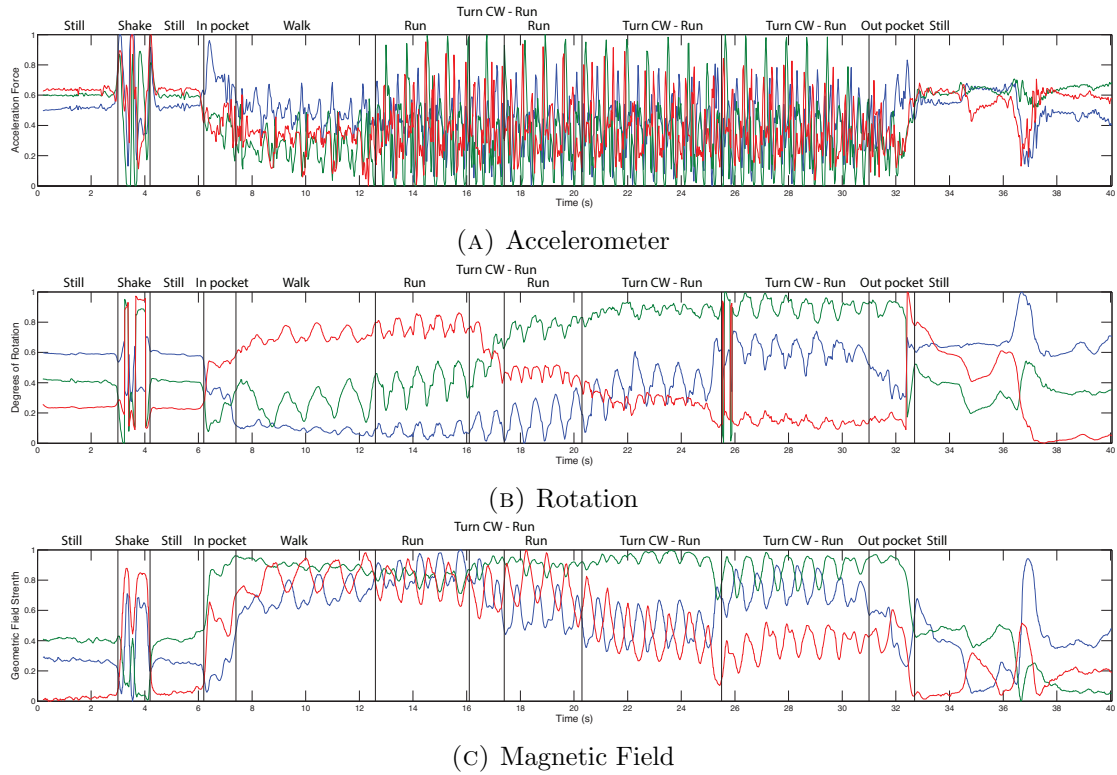 Turn CW - Run
Still Shake Still In pocket Walk Run Run Turn CW - Run Turn CW - Run Out pocket Still
1
0.8
0.6
0.4
0.2
0
Acceleration Force
0 2 4 6 8 10 12 14 16 18 20 22 24 26 28 30 32 34 36 38 40
Time (s)
(A) Accelerometer
Turn CW - Run
Still Shake Still In pocket Walk Run Run Turn CW - Run Turn CW - Run Out pocket Still
1
0.8
0.6
0.4
0.2
0
Degrees of Rotation
0 2 4 6 8 10 12 14 16 18 20 22 24 26 28 30 32 34 36 38 40
Time (s)
(B) Rotation
Turn CW - Run
Still Shake Still In pocket Walk Run Run Turn CW - Run Turn CW - Run Out pocket Still
1
0.8
0.6
0.4
0.2
0
Geometric Field Strenth
0 2 4 6 8 10 12 14 16 18 20 22 24 26 28 30 32 34 36 38 40
Time (s)
(C) Magnetic Field